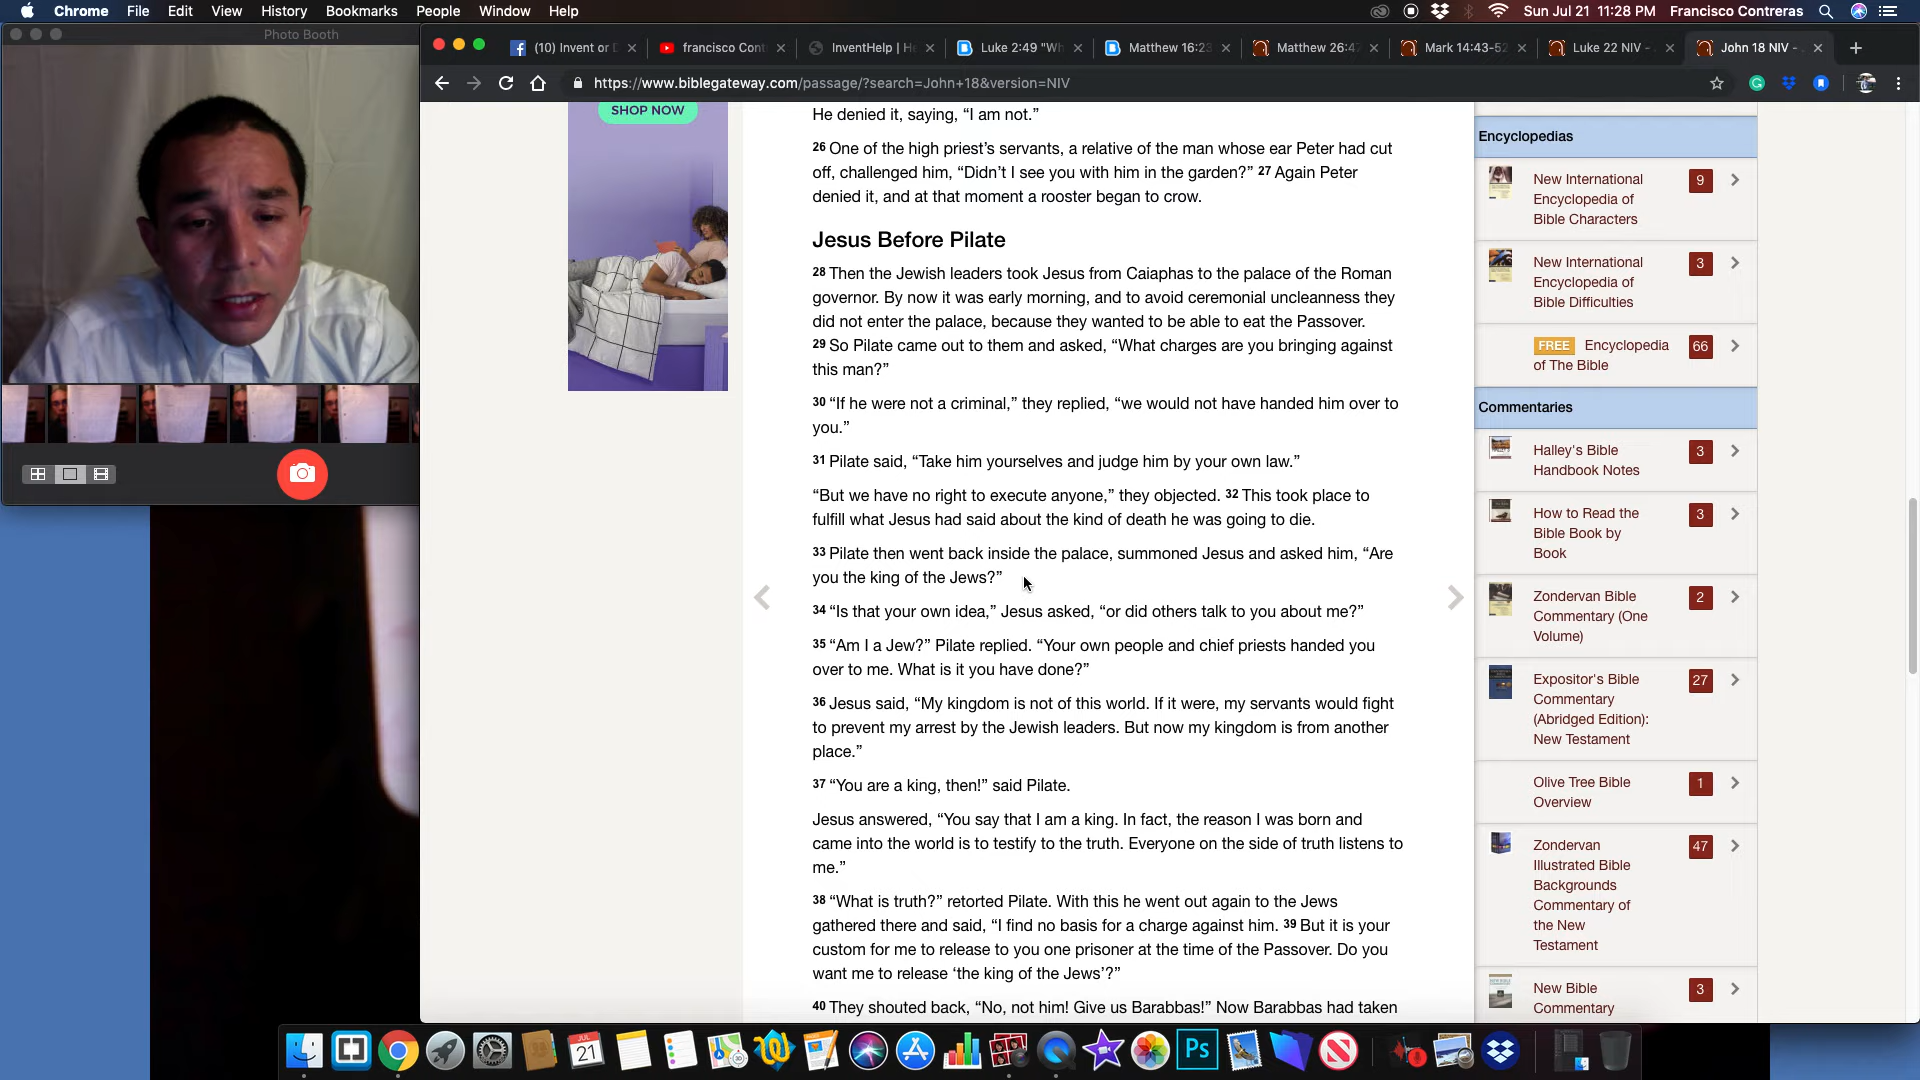 Chrome File Edit View History Bookmarks People Window Help Sun Jul 21 11:28 PM Francisco Contreras
Photo Booth
(10) Invent or francisco Cont InventHelp | H Luke 2:49 "Wh Matthew 16:23 Matthew 26:47 Mark 14:43-52 Luke 22 NIV - John 18 NIV -
https://www.biblegateway.com/passage/?search=John+18&version=NIV
SHOP NOW
He denied it, saying, “I am not.”
26 One of the high priest’s servants, a relative of the man whose ear Peter had cut
off, challenged him, “Didn’t I see you with him in the garden?” 27 Again Peter
denied it, and at that moment a rooster began to crow.
Jesus Before Pilate
28 Then the Jewish leaders took Jesus from Caiaphas to the palace of the Roman
governor. By now it was early morning, and to avoid ceremonial uncleanness they
did not enter the palace, because they wanted to be able to eat the Passover.
29 So Pilate came out to them and asked, “What charges are you bringing against
this man?”
30 “If he were not a criminal,” they replied, “we would not have handed him over to
you.”
31 Pilate said, “Take him yourselves and judge him by your own law.”
“But we have no right to execute anyone,” they objected. 32 This took place to
fulfill what Jesus had said about the kind of death he was going to die.
33 Pilate then went back inside the palace, summoned Jesus and asked him, “Are
you the king of the Jews?”
34 “Is that your own idea,” Jesus asked, “or did others talk to you about me?”
35 “Am I a Jew?” Pilate replied. “Your own people and chief priests handed you
over to me. What is it you have done?”
36 Jesus said, “My kingdom is not of this world. If it were, my servants would fight
to prevent my arrest by the Jewish leaders. But now my kingdom is from another
place.”
37 “You are a king, then!” said Pilate.
Jesus answered, “You say that I am a king. In fact, the reason I was born and
came into the world is to testify to the truth. Everyone on the side of truth listens to
me.”
38 “What is truth?” retorted Pilate. With this he went out again to the Jews
gathered there and said, “I find no basis for a charge against him. 39 But it is your
custom for me to release to you one prisoner at the time of the Passover. Do you
want me to release ‘the king of the Jews’?”
40 They shouted back, “No, not him! Give us Barabbas!” Now Barabbas had taken
Encyclopedias
New International 9
Encyclopedia of
Bible Characters
New International 3
Encyclopedia of
Bible Difficulties
FREE Encyclopedia 66
of The Bible
Commentaries
Halley's Bible 3
Handbook Notes
How to Read the 3
Bible Book by
Book
Zondervan Bible 2
Commentary (One
Volume)
Expositor's Bible 27
Commentary
(Abridged Edition):
New Testament
Olive Tree Bible 1
Overview
Zondervan 47
Illustrated Bible
Backgrounds
Commentary of
the New
Testament
New Bible 3
Commentary
JUL
21
Ps